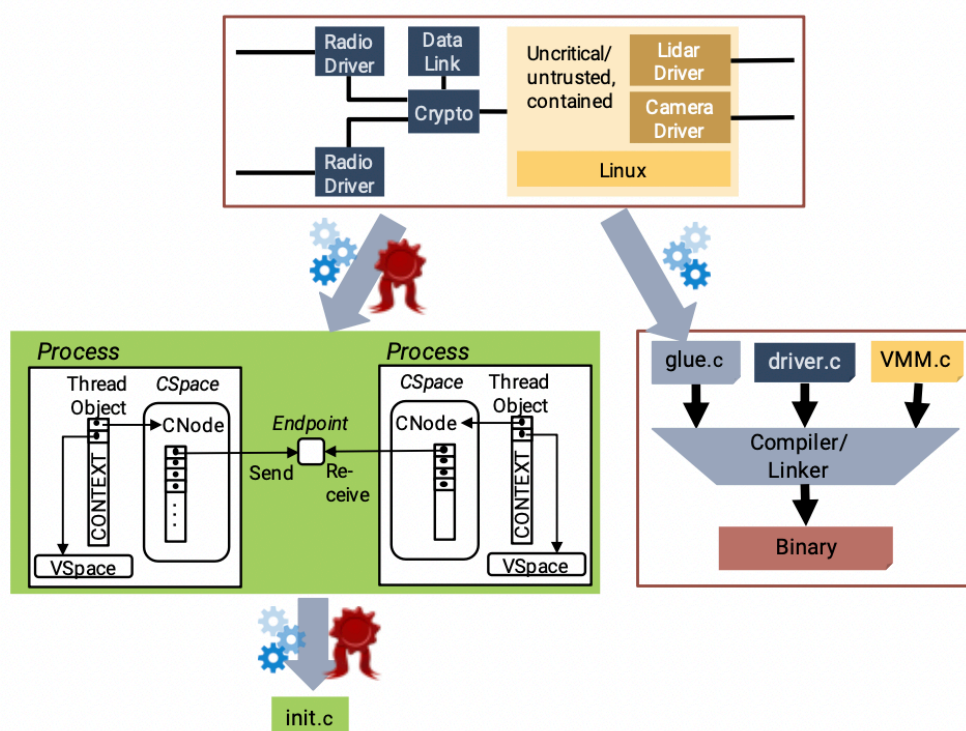 Radio
Driver
Data
Link
Crypto
Radio
Driver
Uncritical/
untrusted,
contained
Lidar
Driver
Camera
Driver
Linux
Process
Thread
Object
CSpace
CNode
CONTEXT
. . . .
VSpace
Endpoint
Send
Re-
ceive
Process
CSpace
Thread
Object
CNode
CONTEXT
VSpace
init.c
glue.c
driver.c
VMM.c
Compiler/
Linker
Binary